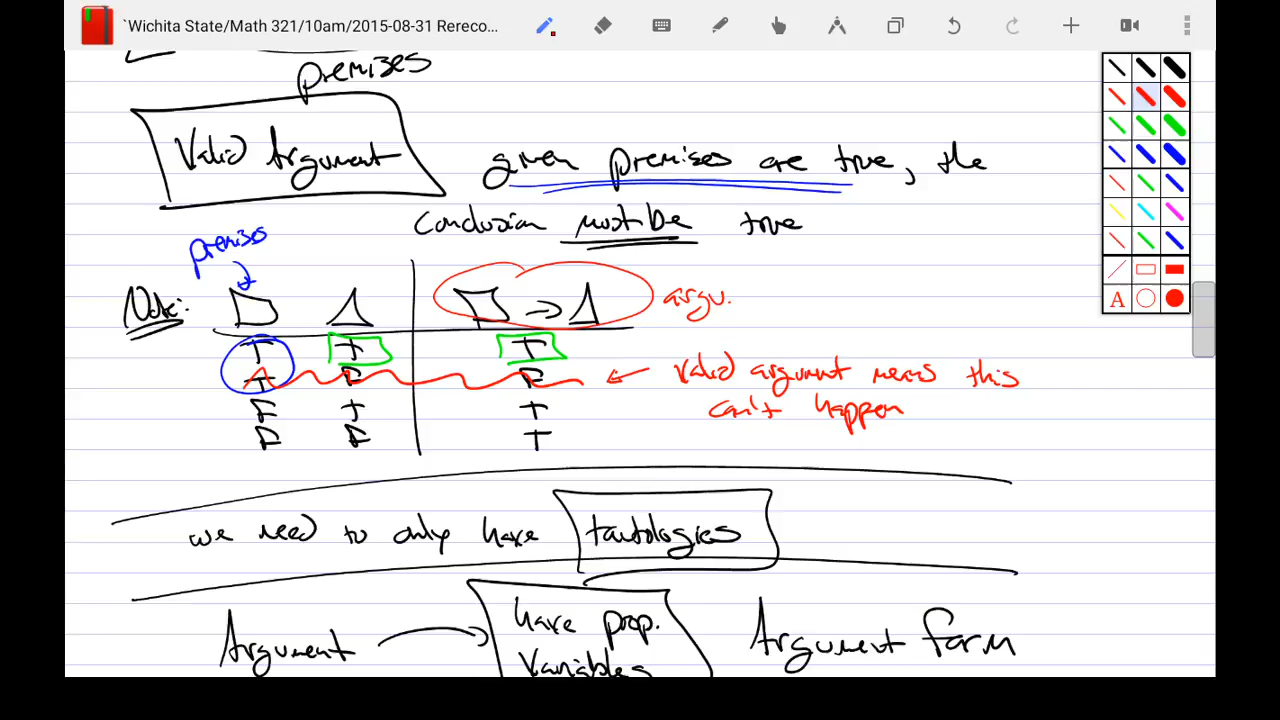 `Wichita State/Math 321/10am/2015-08-31 Rereco...
premises
Valid Argument
given premises are true, the
conclusion must be true
premises
Note:
□ △ □ → △ argu.
T T T
T F F ← valid argument means this
can't happen
F T T
F F T
we need to only have tautologies
Argument → have prop. variables
Argument form
A